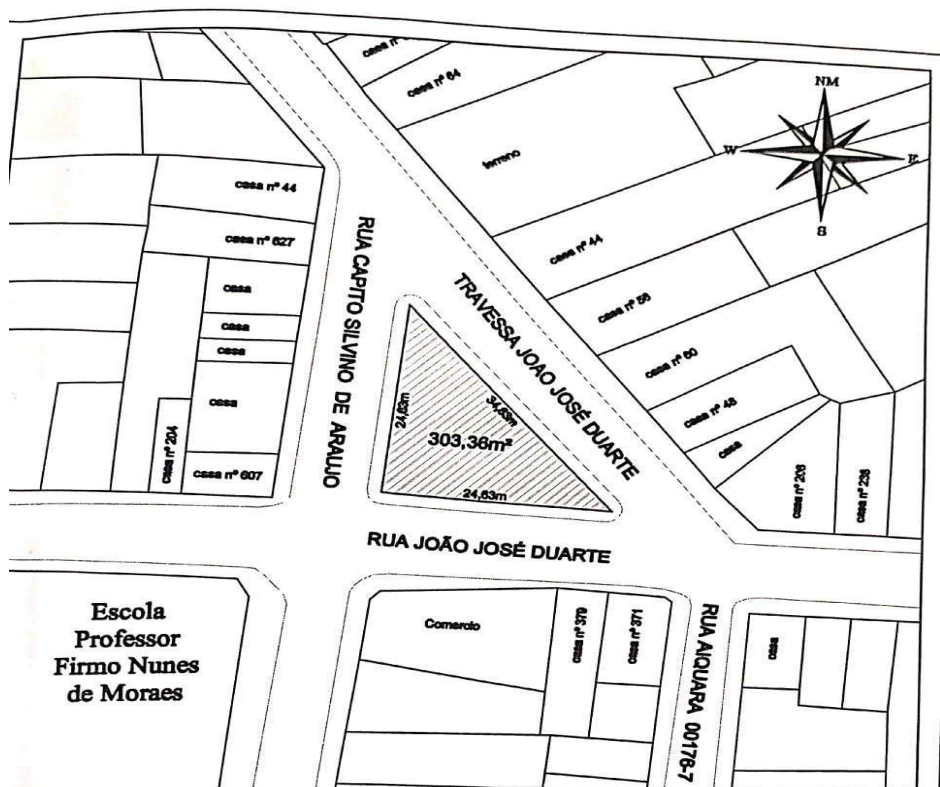 casa nº 64
terreno
casa nº 44
casa nº 56
casa nº 60
casa nº 48
casa
casa nº 206
casa nº 236
NM
W
E
S
casa nº 44
casa nº 627
casa
casa
casa
casa
casa nº 607
casa nº 204
RUA CAPITO SILVINO DE ARAUJO
TRAVESSA JOAO JOSÉ DUARTE
24,63m
34,83m
303,36m²
24,63m
RUA JOÃO JOSÉ DUARTE
Escola
Professor
Firmo Nunes
de Moraes
Comercio
casa nº 379
casa nº 371
RUA AIQUARA 00176-7
casa